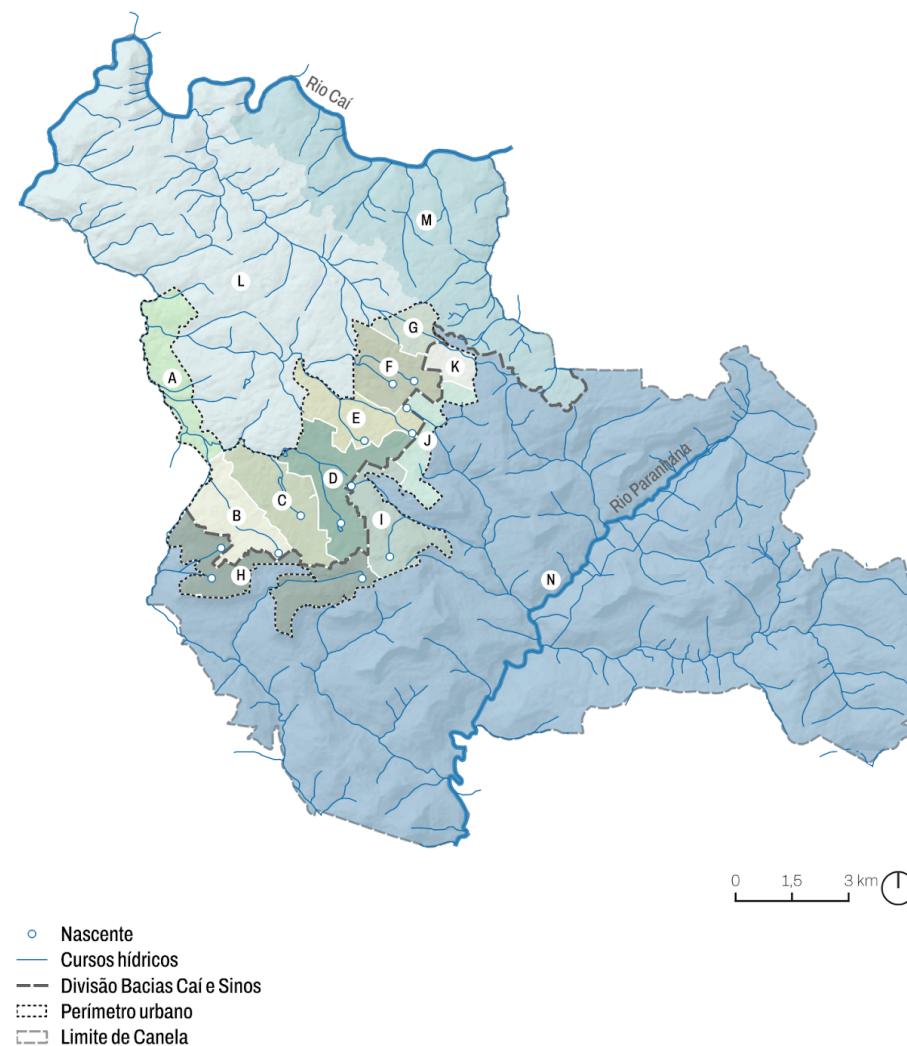 Rio Caí
M
L
G
K
F
A
E
J
D
Rio Paranhana
C
B
I
H
N
0 1,5 3 km
Nascente
Cursos hídricos
Divisão Bacias Caí e Sinos
Perímetro urbano
Limite de Canela